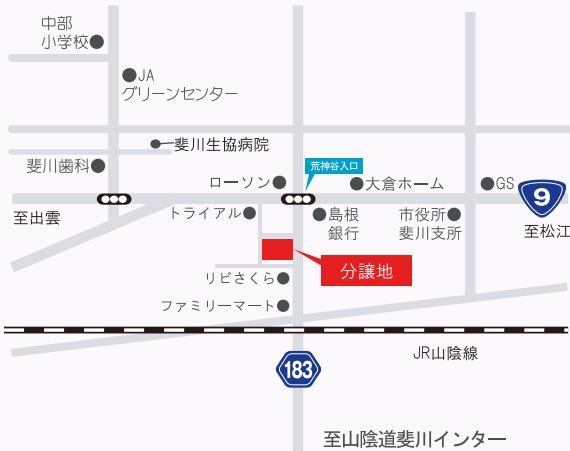 中部
小学校
JA
グリーンセンター
斐川生協病院
斐川歯科
荒神谷入口
ローソン
大倉ホーム
GS
9
至出雲
トライアル
島根
銀行
市役所
斐川支所
至松江
分譲地
リビさくら
ファミリーマート
JR山陰線
183
至山陰道斐川インター